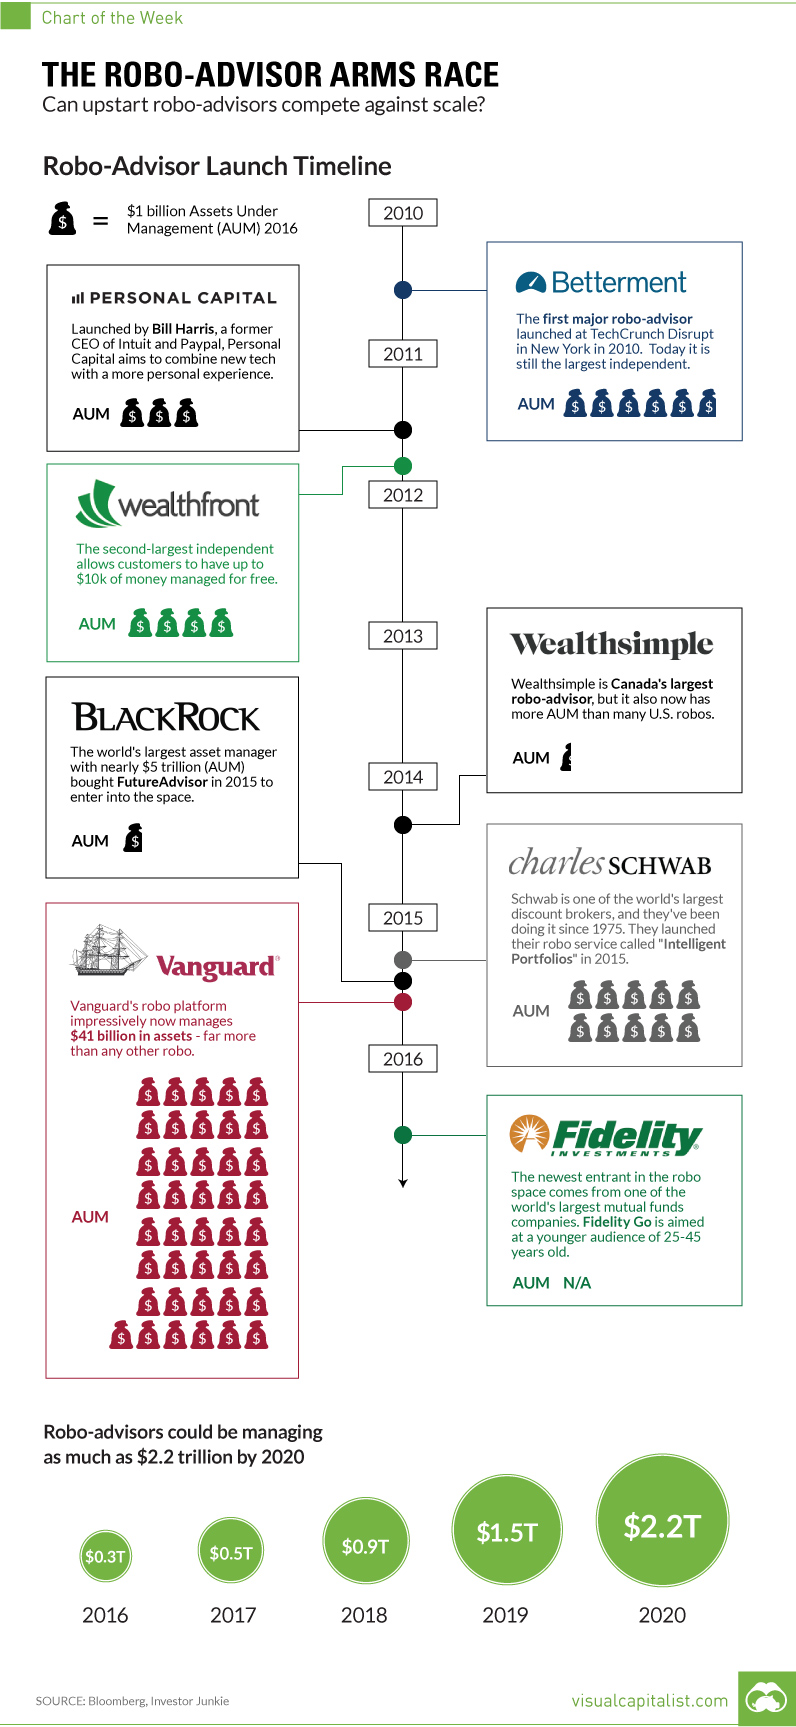 Chart of the Week
THE ROBO-ADVISOR ARMS RACE
Can upstart robo-advisors compete against scale?
Robo-Advisor Launch Timeline
$ = $1 billion Assets Under
Management (AUM) 2016
2010
Betterment
The first major robo-advisor
launched at TechCrunch Disrupt
in New York in 2010. Today it is
still the largest independent.
AUM $ $ $ $ $ $
PERSONAL CAPITAL
Launched by Bill Harris, a former
CEO of Intuit and Paypal, Personal
Capital aims to combine new tech
with a more personal experience.
AUM $ $ $
2011
wealthfront
The second-largest independent
allows customers to have up to
$10k of money managed for free.
AUM $ $ $ $
2012
2013
Wealthsimple
Wealthsimple is Canada's largest
robo-advisor, but it also now has
more AUM than many U.S. robos.
AUM
BLACKROCK
The world's largest asset manager
with nearly $5 trillion (AUM)
bought FutureAdvisor in 2015 to
enter into the space.
AUM $
2014
charles SCHWAB
Schwab is one of the world's largest
discount brokers, and they've been
doing it since 1975. They launched
their robo service called "Intelligent
Portfolios" in 2015.
AUM
$ $ $ $ $
$ $ $ $ $
2015
Vanguard®
Vanguard's robo platform
impressively now manages
$41 billion in assets - far more
than any other robo.
AUM
$ $ $ $ $
$ $ $ $ $
$ $ $ $ $
$ $ $ $ $
$ $ $ $ $
$ $ $ $ $
$ $ $ $ $
$ $ $ $ $ $
2016
Fidelity®
INVESTMENTS
The newest entrant in the robo
space comes from one of the
world's largest mutual funds
companies. Fidelity Go is aimed
at a younger audience of 25-45
years old.
AUM N/A
Robo-advisors could be managing
as much as $2.2 trillion by 2020
$0.3T $0.5T $0.9T $1.5T $2.2T
2016 2017 2018 2019 2020
SOURCE: Bloomberg, Investor Junkie
visualcapitalist.com